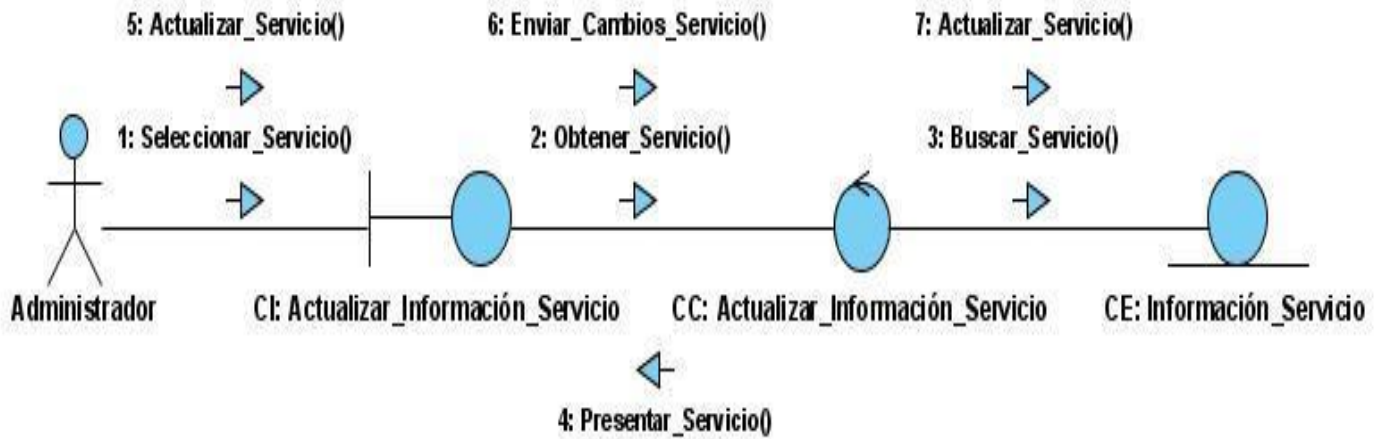 5: Actualizar_Servicio()
6: Enviar_Cambios_Servicio()
7: Actualizar_Servicio()
1: Seleccionar_Servicio()
2: Obtener_Servicio()
3: Buscar_Servicio()
Administrador
CI: Actualizar_Información_Servicio
CC: Actualizar_Información_Servicio
CE: Información_Servicio
4: Presentar_Servicio()